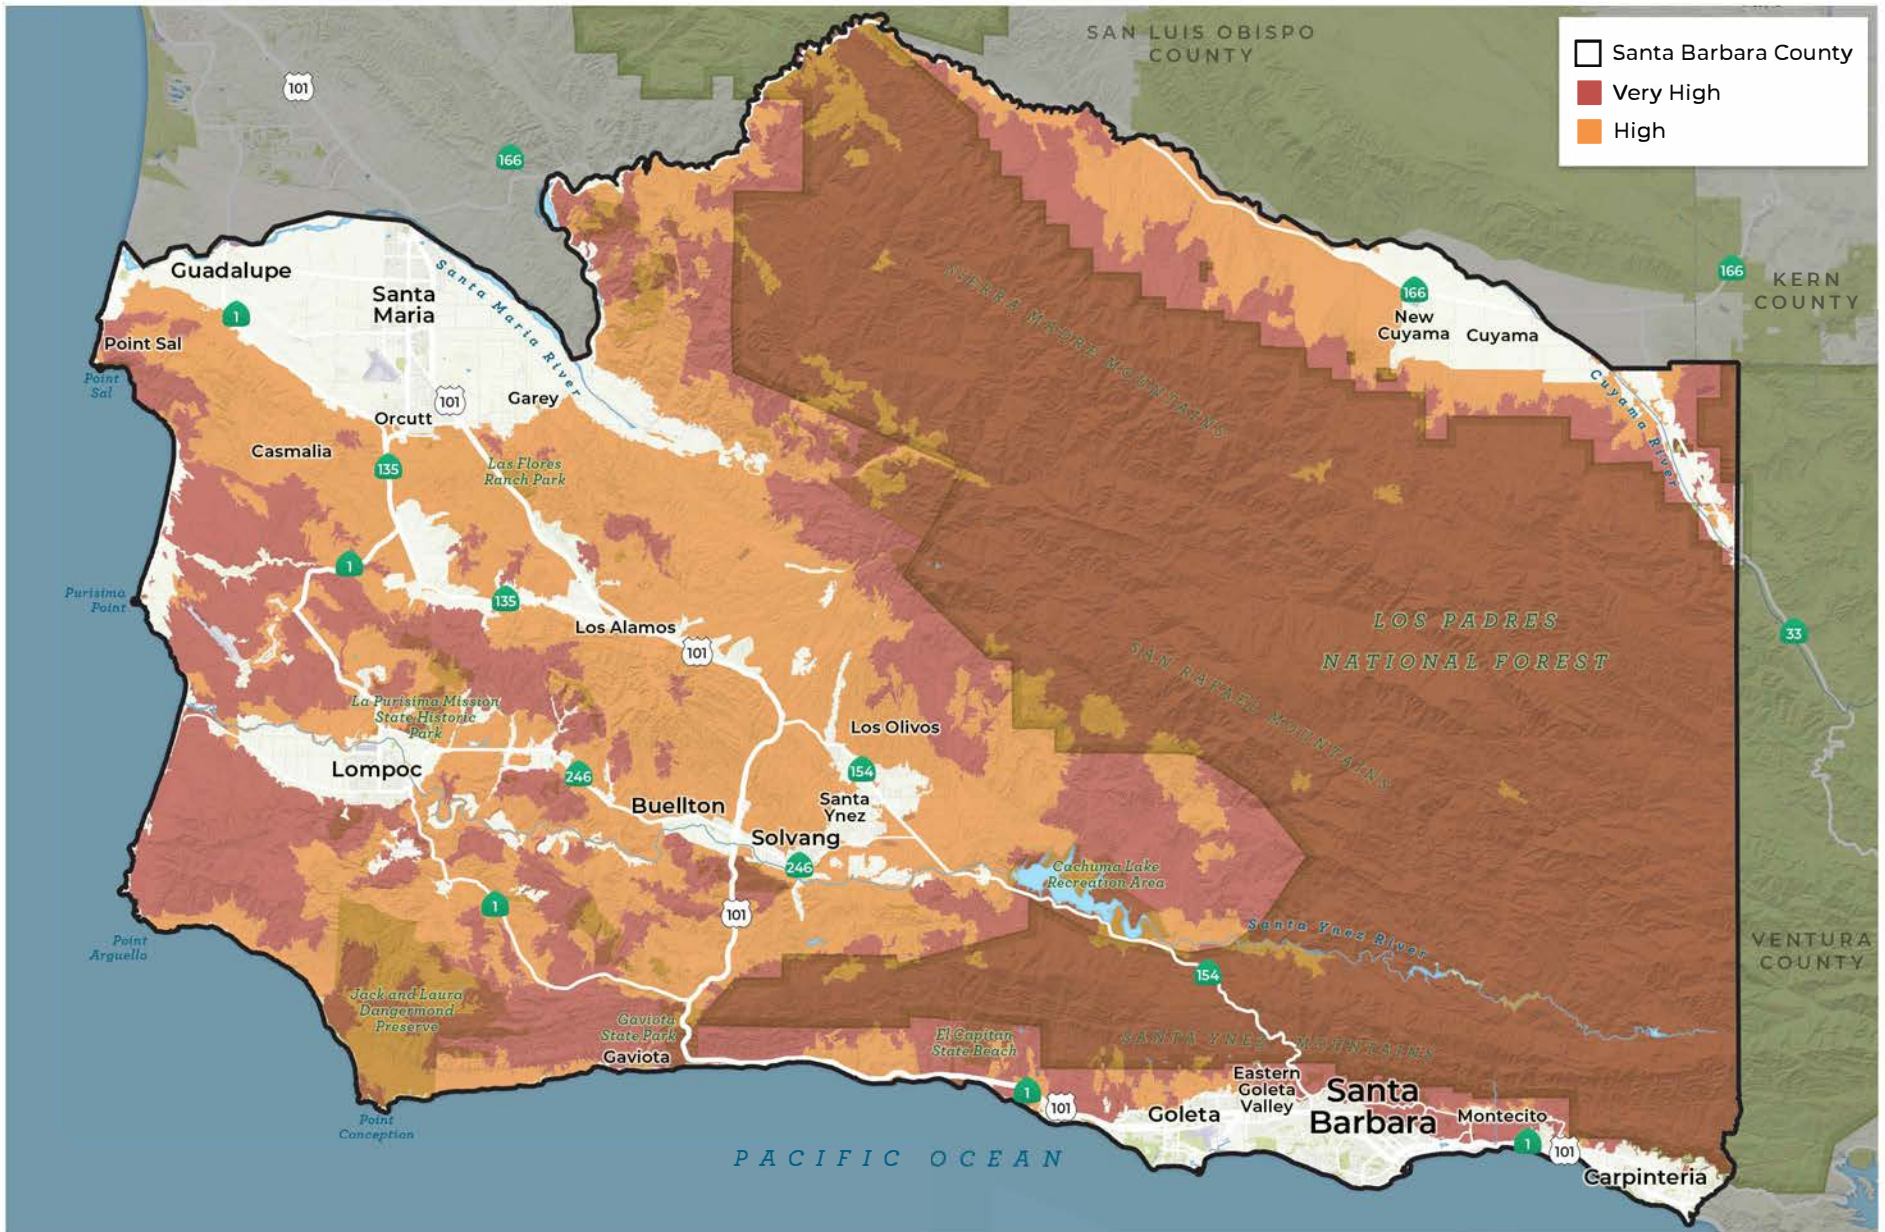 SAN LUIS OBISPO
COUNTY
Santa Barbara County
Very High
High
101
166
166
KERN
COUNTY
Guadalupe
Santa
Maria
Santa Maria River
1
SIERRA MADRE MOUNTAINS
166
New
Cuyama
Cuyama
Point Sal
Point
Sal
Cuyama River
101
Garey
Orcutt
Casmalia
135
Las Flores
Ranch Park
1
135
Purisima
Point
Los Alamos
101
LOS PADRES
NATIONAL FOREST
33
SAN RAFAEL MOUNTAINS
La Purisima Mission
State Historic
Park
Los Olivos
Lompoc
246
154
Buellton
Santa
Ynez
Solvang
246
Cachuma Lake
Recreation Area
1
101
Santa Ynez River
Point
Arguello
VENTURA
COUNTY
154
Jack and Laura
Dangermond
Preserve
Gaviota
State Park
Gaviota
El Capitan
State Beach
SANTA YNEZ MOUNTAINS
1
101
Eastern
Goleta
Valley
Goleta
Santa
Barbara
Montecito
1
101
Carpinteria
Point
Conception
PACIFIC OCEAN